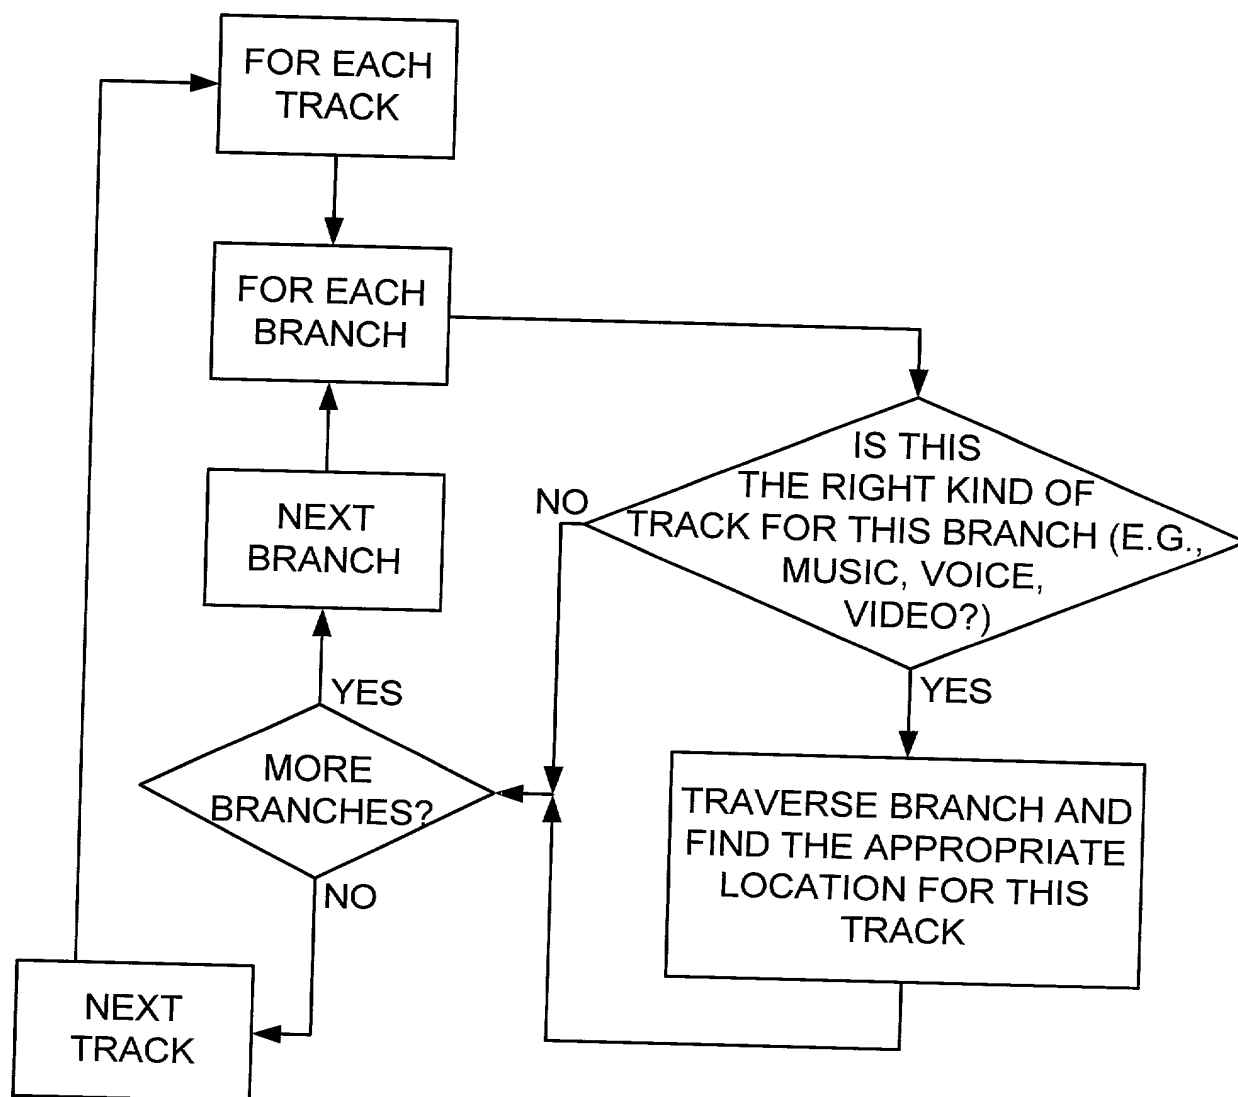 FOR EACH
TRACK
FOR EACH
BRANCH
IS THIS
THE RIGHT KIND OF
TRACK FOR THIS BRANCH (E.G.,
MUSIC, VOICE,
VIDEO?)
NO
YES
NEXT
BRANCH
YES
MORE
BRANCHES?
NO
TRAVERSE BRANCH AND
FIND THE APPROPRIATE
LOCATION FOR THIS
TRACK
NEXT
TRACK